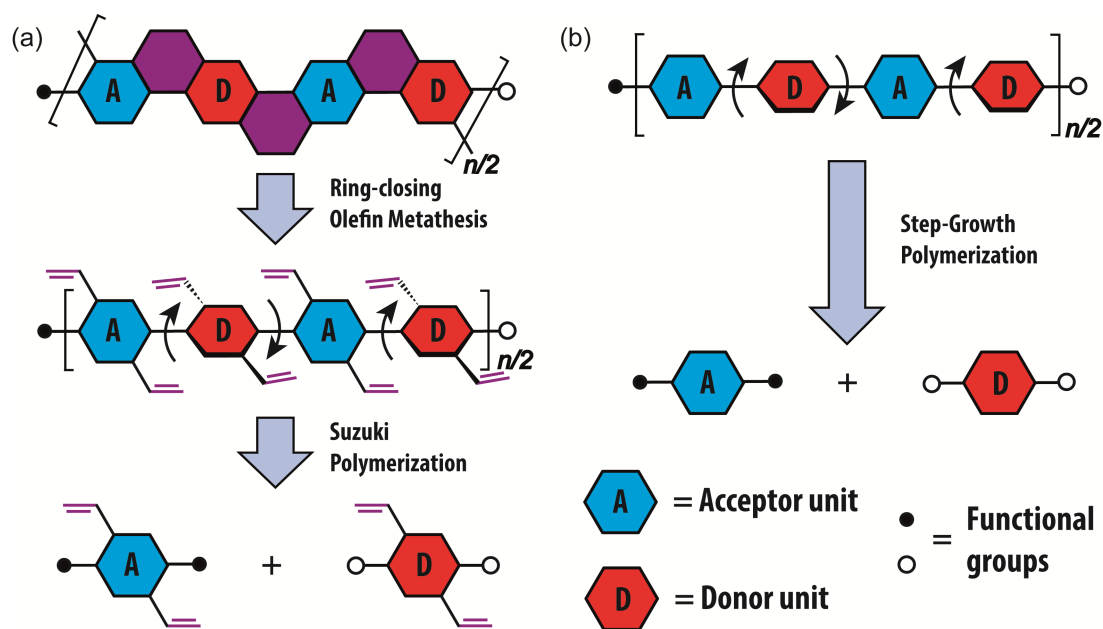 (a)
A D A D
n/2
Ring-closing
Olefin Metathesis
A D A D
n/2
Suzuki
Polymerization
A + D
(b)
A D A D
n/2
Step-Growth
Polymerization
A + D
A = Acceptor unit
D = Donor unit
= Functional
groups